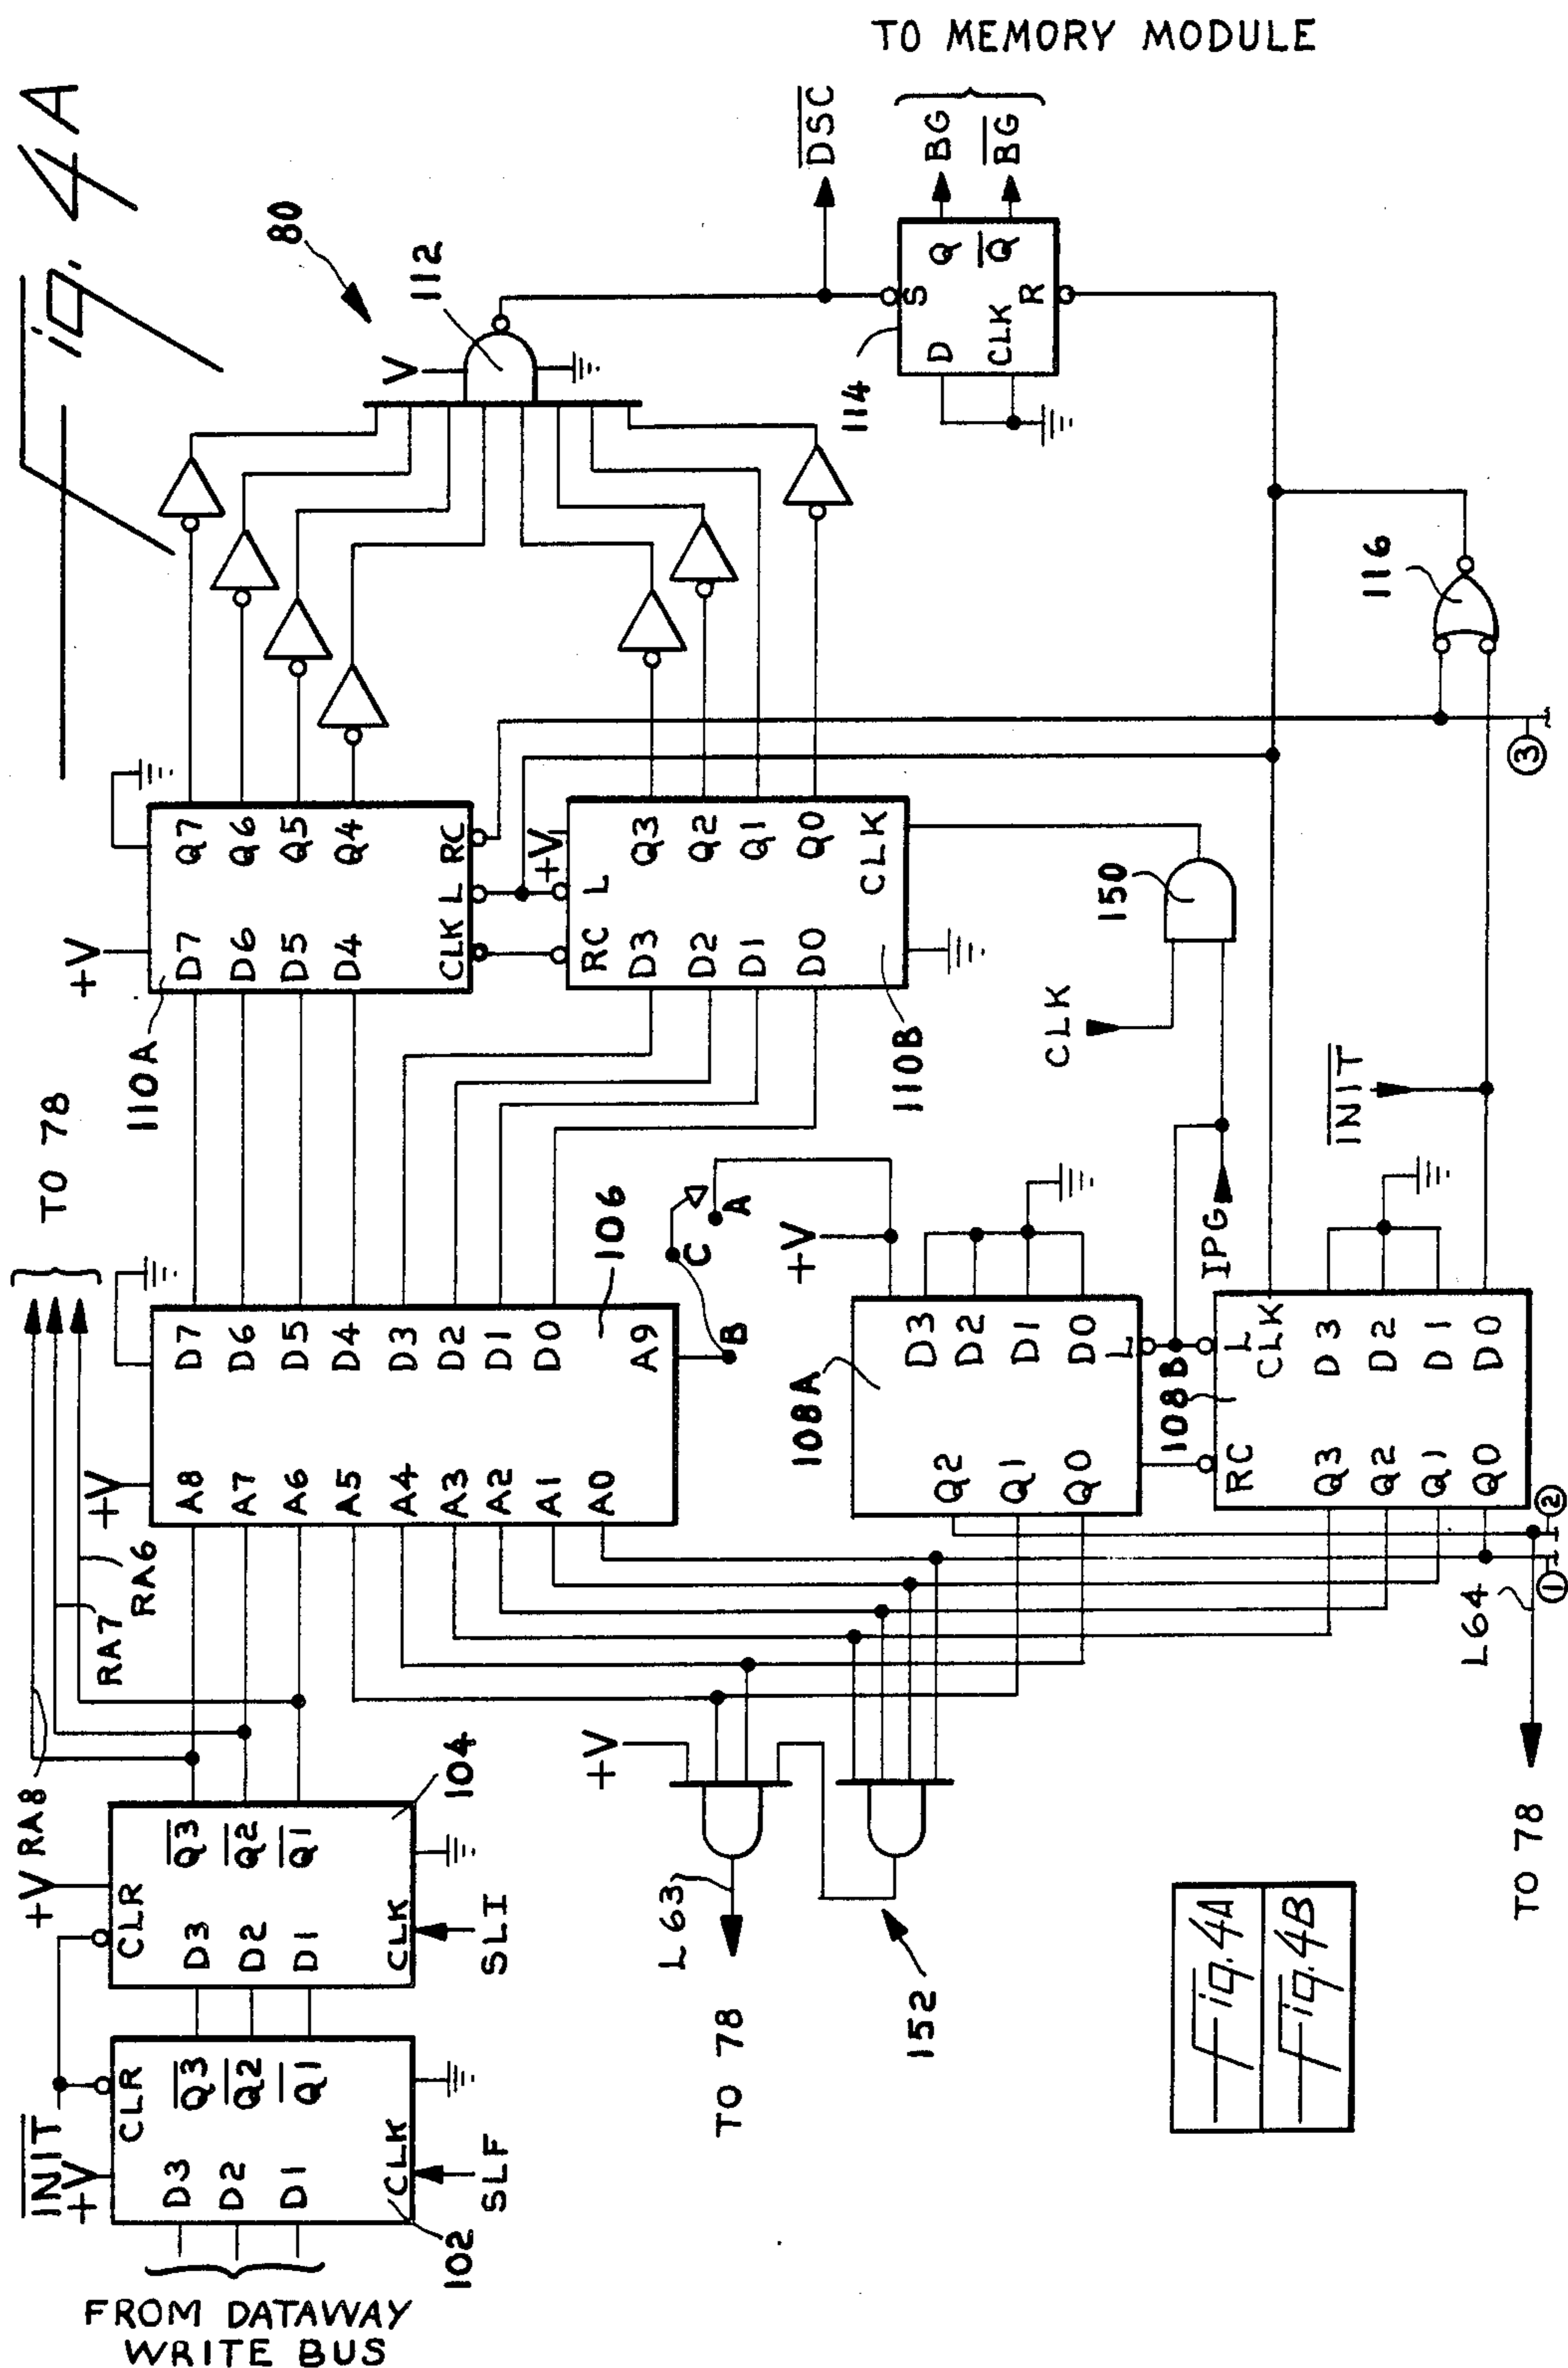 Fig. 4A
TO MEMORY MODULE
80
112
V
DSC
BG
BG
114
S
Q
Q
D
CLK
R
116
3
+V
110A
D7 Q7
D6 Q6
D5 Q5
D4 Q4
CLK L RC
+V
RC L
D3 Q3
D2 Q2
D1 Q1
D0 Q0
CLK
110B
150
CLK
IPG
INIT
TO 78
RA8
RA7
RA6
+V
106
A8 D7
A7 D6
A6 D5
A5 D4
A4 D3
A3 D2
A2 D1
A1 D0
A0
A9
B
C
A
+V
108A
D3
Q2 D2
Q1 D1
Q0 D0
L
108B
RC L
CLK
Q3 D3
Q2 D2
Q1 D1
Q0 D0
2
1
L64
TO 78
+V
L63
TO 78
152
+V
104
CLR
D3 Q3
D2 Q2
D1 Q1
CLK
SLI
INIT
+V
CLR
D3 Q3
D2 Q2
D1 Q1
CLK
SLF
102
FROM DATAWAY
WRITE BUS
Fig. 4A
Fig. 4B